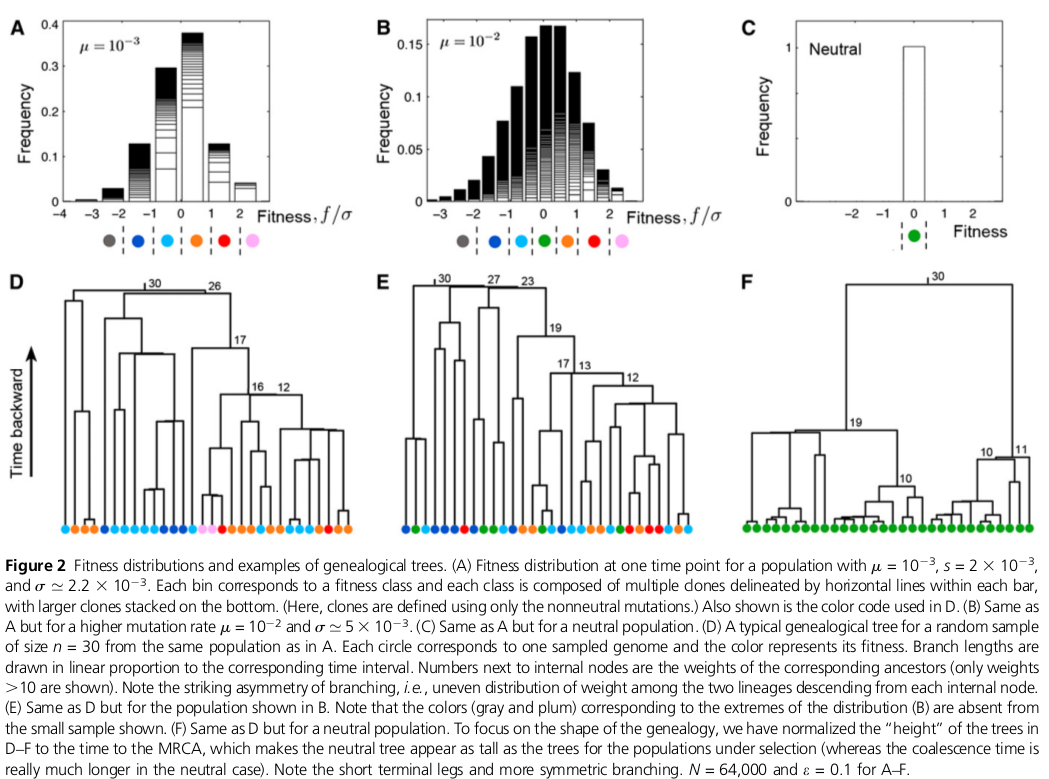 A
μ = 10⁻³
Frequency
0.4
0.3
0.2
0.1
0
−4 −3 −2 −1 0 1 2
Fitness, f/σ
B
μ = 10⁻²
Frequency
0.15
0.1
0.05
0
−3 −2 −1 0 1 2
Fitness, f/σ
C
Neutral
Frequency
1
0
−2 −1 0 1 2
Fitness
D
Time backward
30
26
17
16 12
E
30 27 23
19
17 13
12
F
30
19
10 11
10
Figure 2 Fitness distributions and examples of genealogical trees. (A) Fitness distribution at one time point for a population with μ = 10⁻³, s = 2 × 10⁻³,
and σ ≃ 2.2 × 10⁻³. Each bin corresponds to a fitness class and each class is composed of multiple clones delineated by horizontal lines within each bar,
with larger clones stacked on the bottom. (Here, clones are defined using only the nonneutral mutations.) Also shown is the color code used in D. (B) Same as
A but for a higher mutation rate μ = 10⁻² and σ ≃ 5 × 10⁻³. (C) Same as A but for a neutral population. (D) A typical genealogical tree for a random sample
of size n = 30 from the same population as in A. Each circle corresponds to one sampled genome and the color represents its fitness. Branch lengths are
drawn in linear proportion to the corresponding time interval. Numbers next to internal nodes are the weights of the corresponding ancestors (only weights
>10 are shown). Note the striking asymmetry of branching, i.e., uneven distribution of weight among the two lineages descending from each internal node.
(E) Same as D but for the population shown in B. Note that the colors (gray and plum) corresponding to the extremes of the distribution (B) are absent from
the small sample shown. (F) Same as D but for a neutral population. To focus on the shape of the genealogy, we have normalized the “height” of the trees in
D–F to the time to the MRCA, which makes the neutral tree appear as tall as the trees for the populations under selection (whereas the coalescence time is
really much longer in the neutral case). Note the short terminal legs and more symmetric branching. N = 64,000 and ε = 0.1 for A–F.